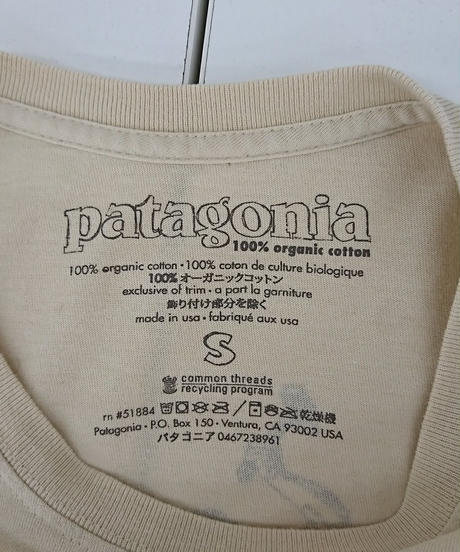 patagonia
100% organic cotton
100% organic cotton • 100% coton de culture biologique
100% オーガニックコットン
exclusive of trim • a part la garniture
飾り付け部分を除く
made in usa • fabriqué aux usa
S
common threads
recycling program
rn #51884 / 乾燥機
Patagonia • P.O. Box 150 • Ventura, CA 93002 USA
パタゴニア 0467238961